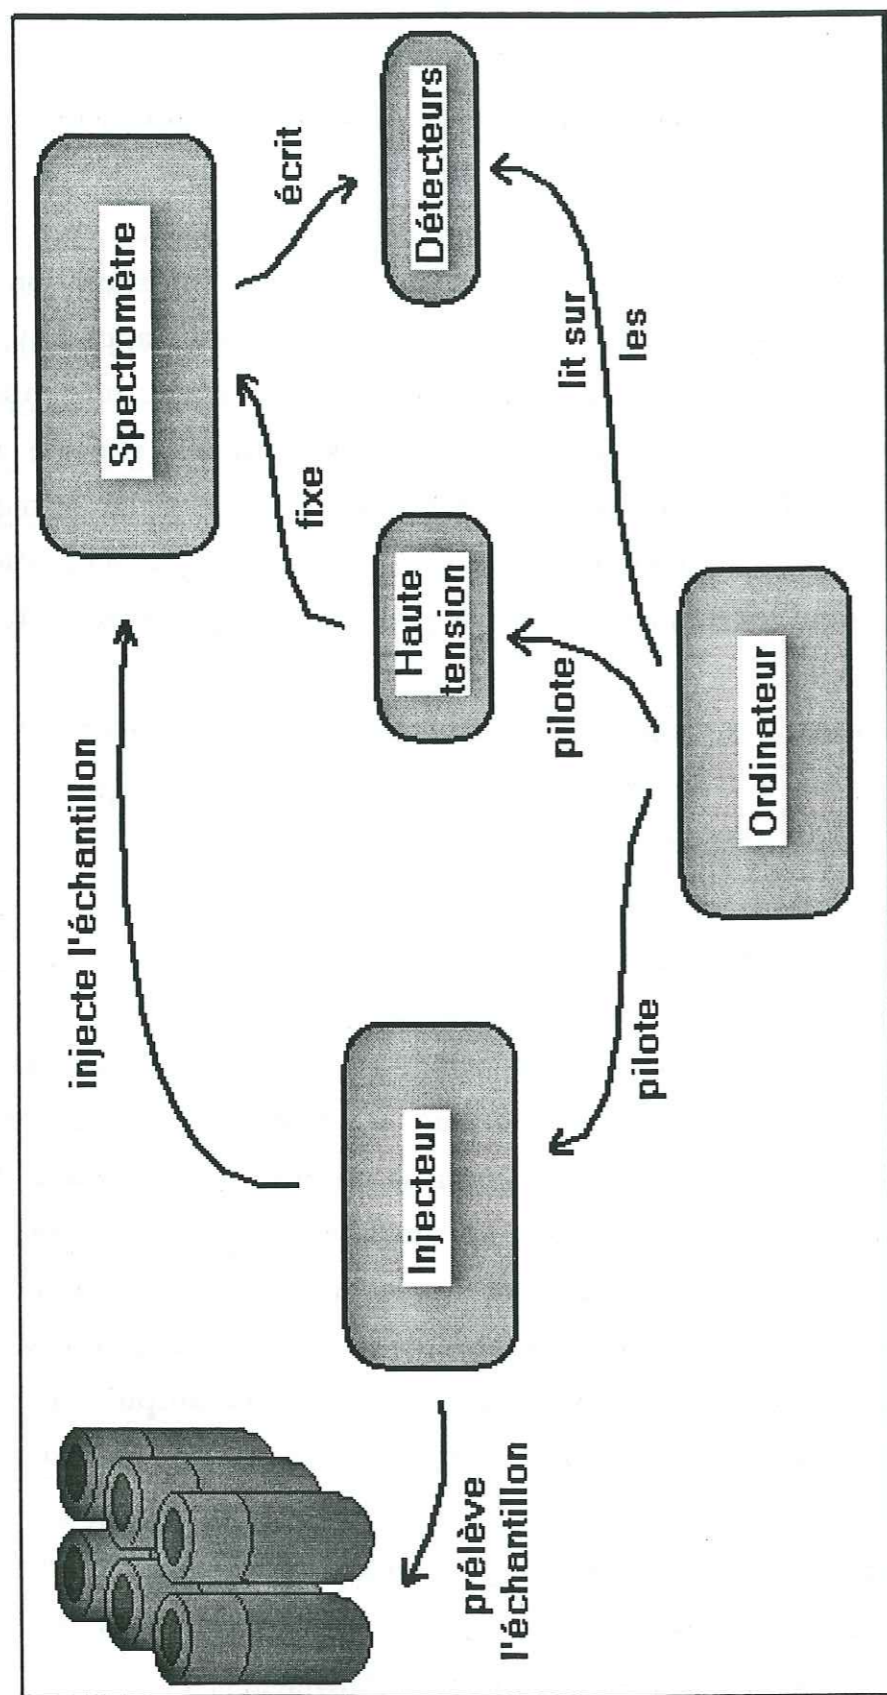 injecte l'échantillon
Spectromètre
écrit
fixe
Détecteurs
Haute
tension
lit sur
les
Injecteur
pilote
pilote
Ordinateur
prélève
l'échantillon